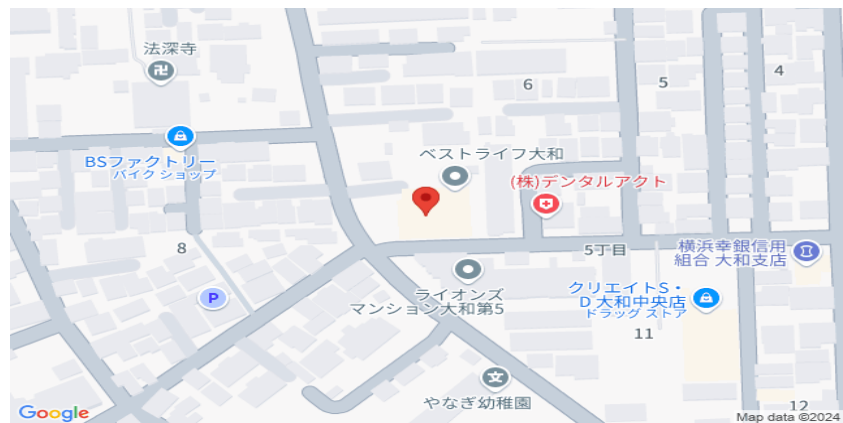 法深寺
卍
6
5
4
BSファクトリー
バイク ショップ
ベストライフ大和
(株)デンタルアクト
8
5丁目
横浜幸銀信用
組合 大和支店
P
ライオンズ
マンション大和第5
クリエイトS・
D 大和中央店
ドラッグ ストア
11
文
やなぎ幼稚園
12
Google
Map data ©2024